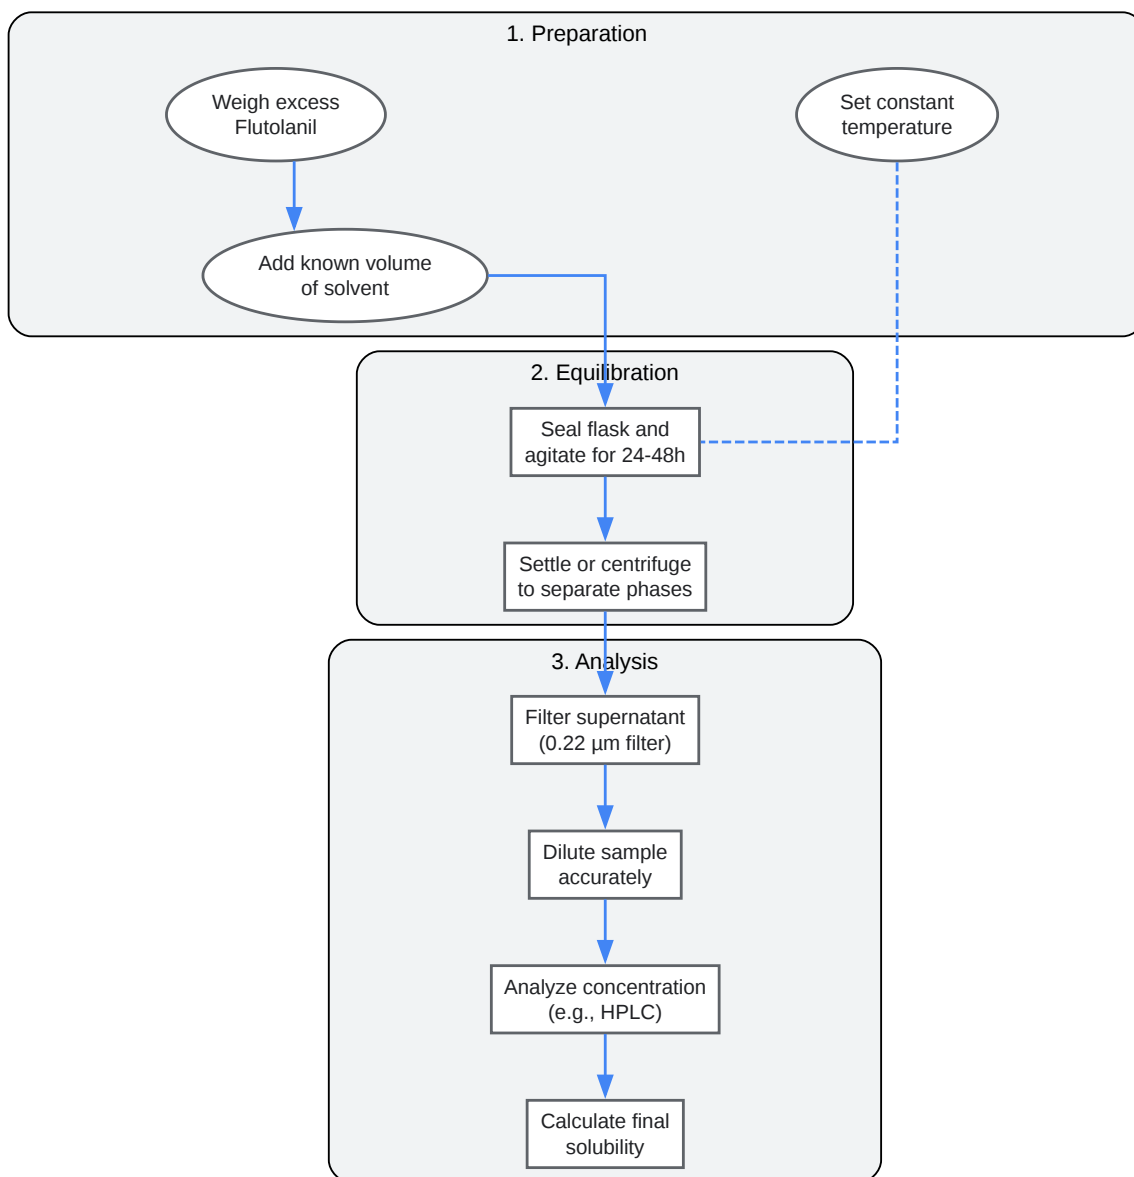 1. Preparation
Weigh excess
Flutolanil
Set constant
temperature
Add known volume
of solvent
2. Equilibration
Seal flask and
agitate for 24-48h
Settle or centrifuge
to separate phases
3. Analysis
Filter supernatant
(0.22 µm filter)
Dilute sample
accurately
Analyze concentration
(e.g., HPLC)
Calculate final
solubility